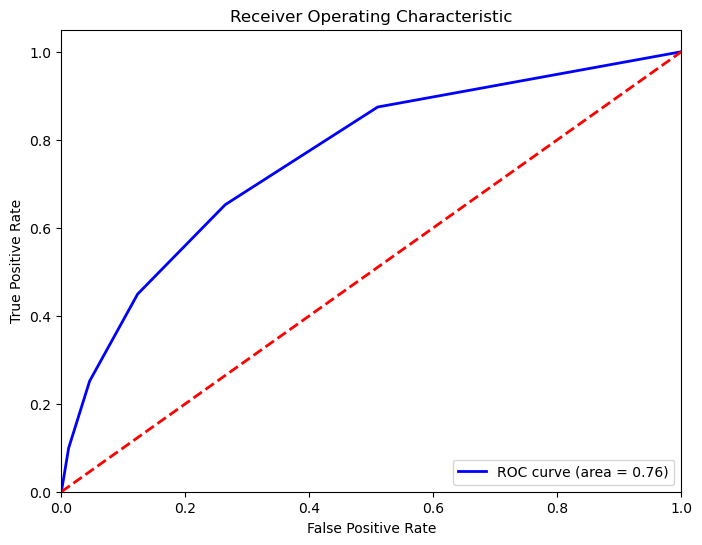 Receiver Operating Characteristic
1.0
0.8
0.6
0.4
0.2
0.0
True Positive Rate
ROC curve (area = 0.76)
0.0 0.2 0.4 0.6 0.8 1.0
False Positive Rate